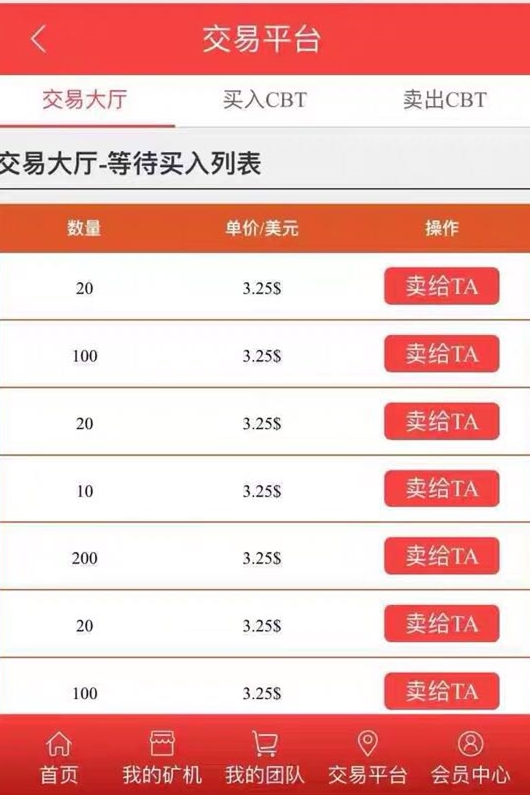 交易平台
交易大厅 买入CBT 卖出CBT
交易大厅-等待买入列表
数量 单价/美元 操作
20 3.25$ 卖给TA
100 3.25$ 卖给TA
20 3.25$ 卖给TA
10 3.25$ 卖给TA
200 3.25$ 卖给TA
20 3.25$ 卖给TA
100 3.25$ 卖给TA
首页 我的矿机 我的团队 交易平台 会员中心